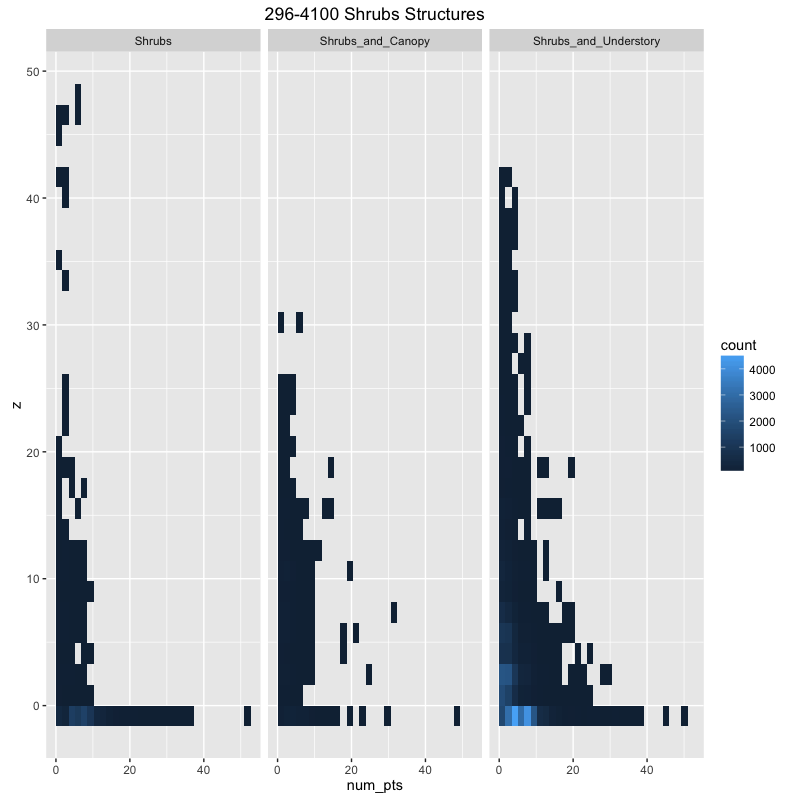 296-4100 Shrubs Structures
Shrubs Shrubs_and_Canopy Shrubs_and_Understory
50
40
30
20
10
0
z
0 20 40 0 20 40 0 20 40
num_pts
count
4000
3000
2000
1000